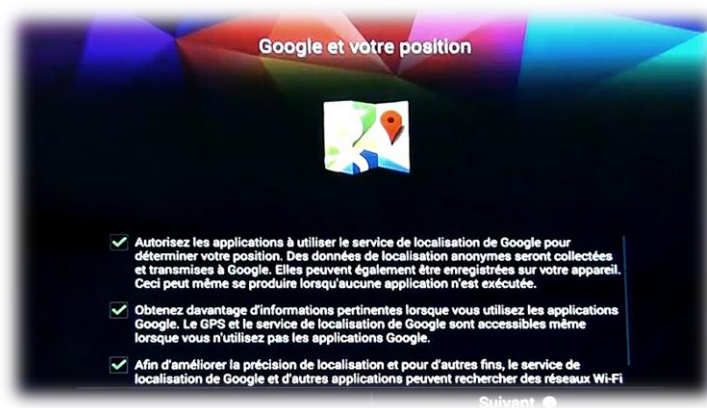 Google et votre position
Autorisez les applications à utiliser le service de localisation de Google pour
déterminer votre position. Des données de localisation anonymes seront collectées
et transmises à Google. Elles peuvent également être enregistrées sur votre appareil.
Ceci peut même se produire lorsqu'aucune application n'est exécutée.
Obtenez davantage d'informations pertinentes lorsque vous utilisez les applications
Google. Le GPS et le service de localisation de Google sont accessibles même
lorsque vous n'utilisez pas les applications Google.
Afin d'améliorer la précision de localisation et pour d'autres fins, le service de
localisation de Google et d'autres applications peuvent rechercher des réseaux Wi-Fi
Suivant